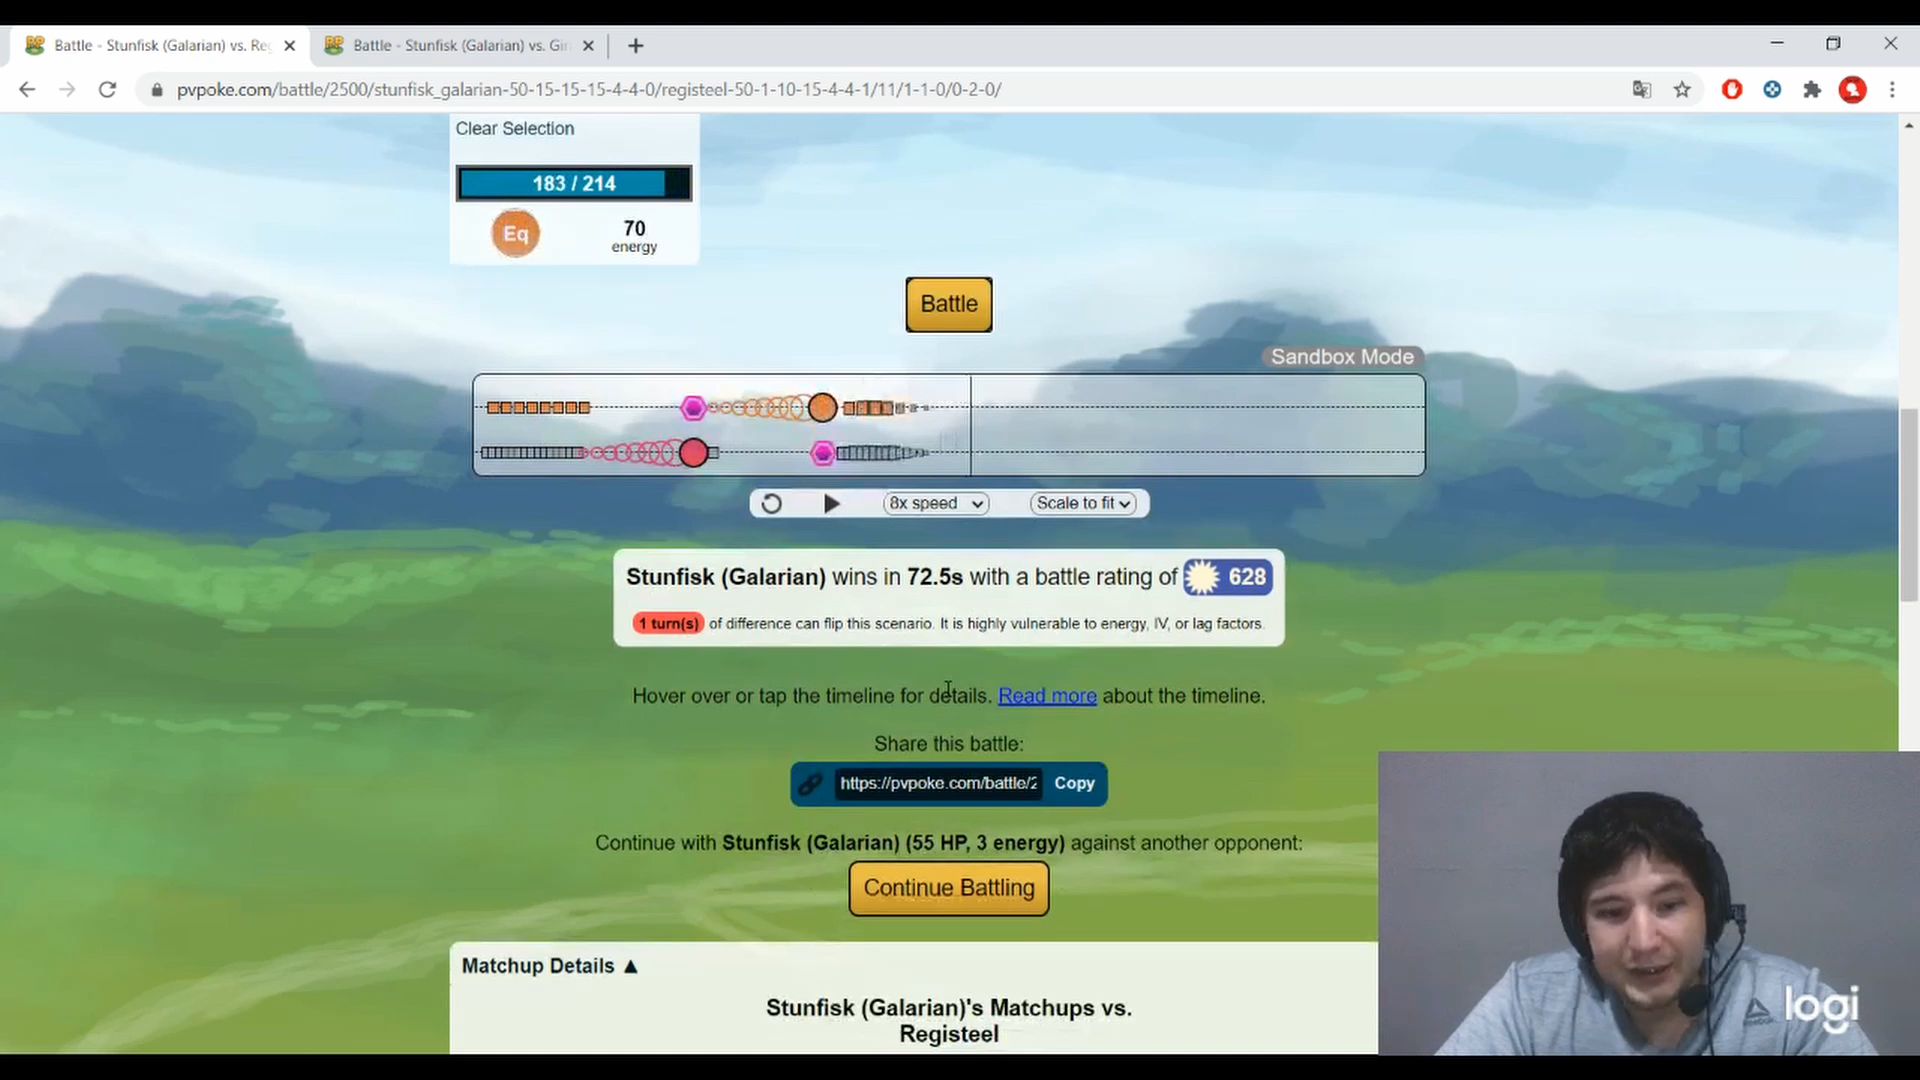 Battle - Stunfisk (Galarian) vs. Reg
Battle - Stunfisk (Galarian) vs. Gir
pvpoke.com/battle/2500/stunfisk_galarian-50-15-15-15-4-4-0/registeel-50-1-10-15-4-4-1/11/1-1-0/0-2-0/
Clear Selection
183 / 214
Eq
70
energy
Battle
Sandbox Mode
8x speed
Scale to fit
Stunfisk (Galarian) wins in 72.5s with a battle rating of 628
1 turn(s) of difference can flip this scenario. It is highly vulnerable to energy, IV, or lag factors.
Hover over or tap the timeline for details. Read more about the timeline.
Share this battle:
https://pvpoke.com/battle/2 Copy
Continue with Stunfisk (Galarian) (55 HP, 3 energy) against another opponent:
Continue Battling
Matchup Details ▲
Stunfisk (Galarian)'s Matchups vs.
Registeel
logi